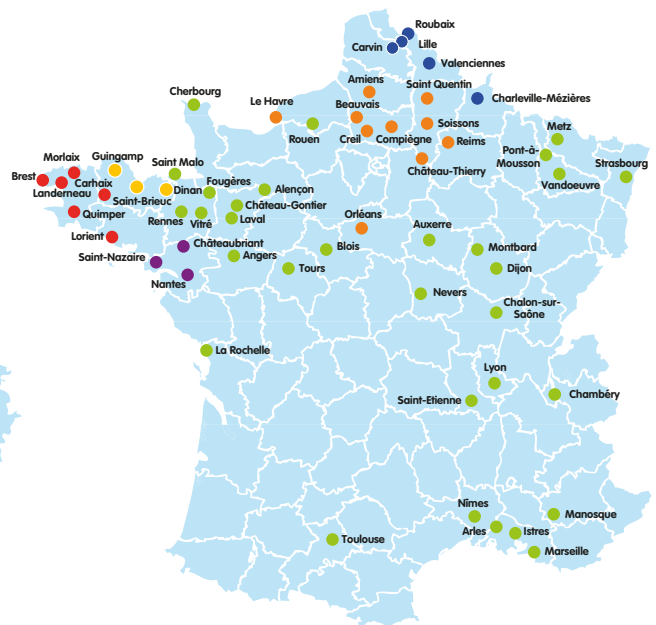 Roubaix
Lille
Carvin
Valenciennes
Amiens
Saint Quentin
Cherbourg
Charleville-Mézières
Le Havre
Beauvais
Soissons
Metz
Rouen
Creil
Compiègne
Reims
Pont-à-
Mousson
Strasbourg
Château-Thierry
Vandoeuvre
Morlaix
Guingamp
Saint Malo
Brest
Carhaix
Fougères
Landerneau
Dinan
Alençon
Saint-Brieuc
Château-Gontier
Quimper
Rennes
Vitré
Laval
Orléans
Auxerre
Lorient
Châteaubriant
Blois
Montbard
Saint-Nazaire
Angers
Tours
Dijon
Nantes
Nevers
Chalon-sur-
Saône
La Rochelle
Lyon
Saint-Etienne
Chambéry
Nîmes
Manosque
Arles
Istres
Toulouse
Marseille